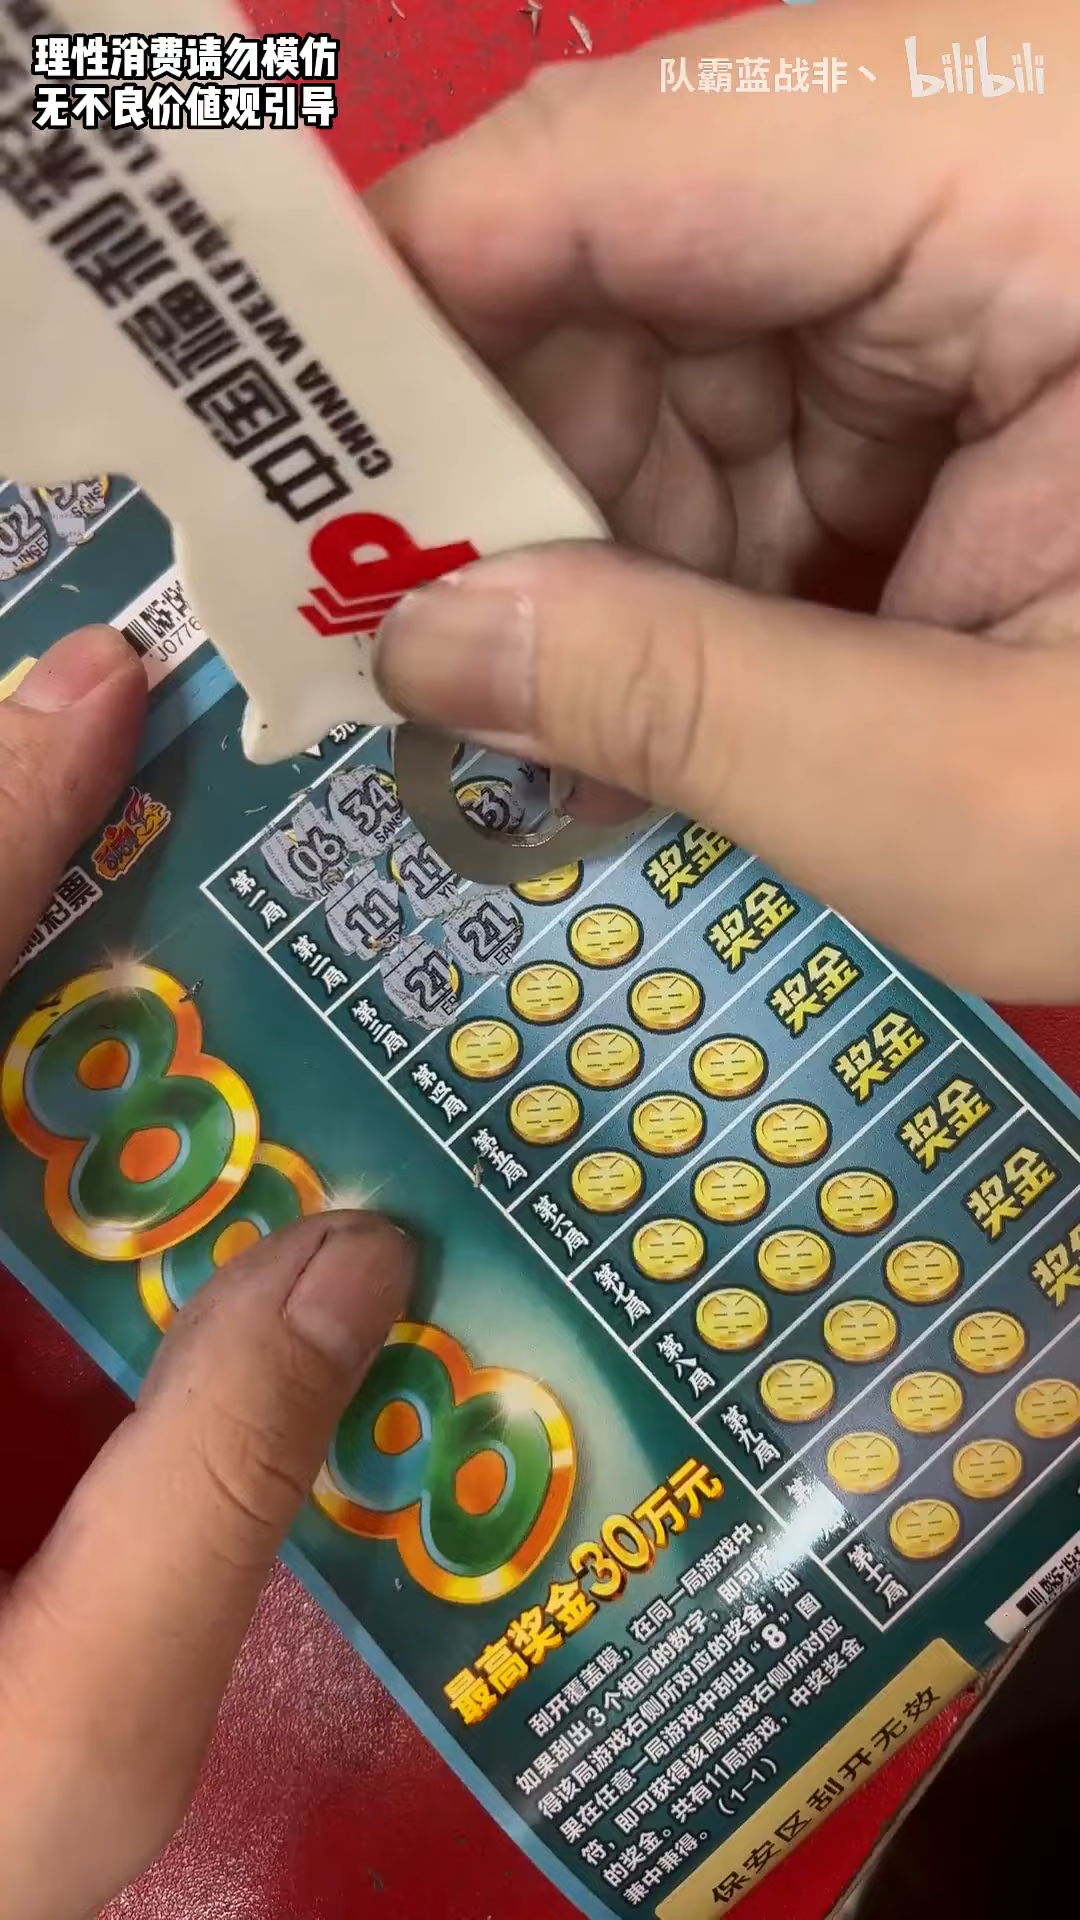 理性消费请勿模仿
无不良价值观引导
队霸蓝战非丶 bilibili
中国福利彩
CHINA WELFARE LO
02
J0776
第一局
06
34
SANS
奖金
第二局
11
11
奖金
第三局
21
21
奖金
第四局
奖金
第五局
奖金
第六局
奖金
第七局
奖金
第八局
第九局
第
第十一局
888
最高奖金30万元
刮开覆盖膜，在同一局游戏中，
如果刮出3个相同的数字，即可
得该局游戏右侧所对应的奖金；如
果在任意一局游戏中刮出“8”图
符，即可获得该局游戏右侧所对应
的奖金。共有11局游戏，中奖奖金
兼中兼得。
（1-1）
保安区刮开无效